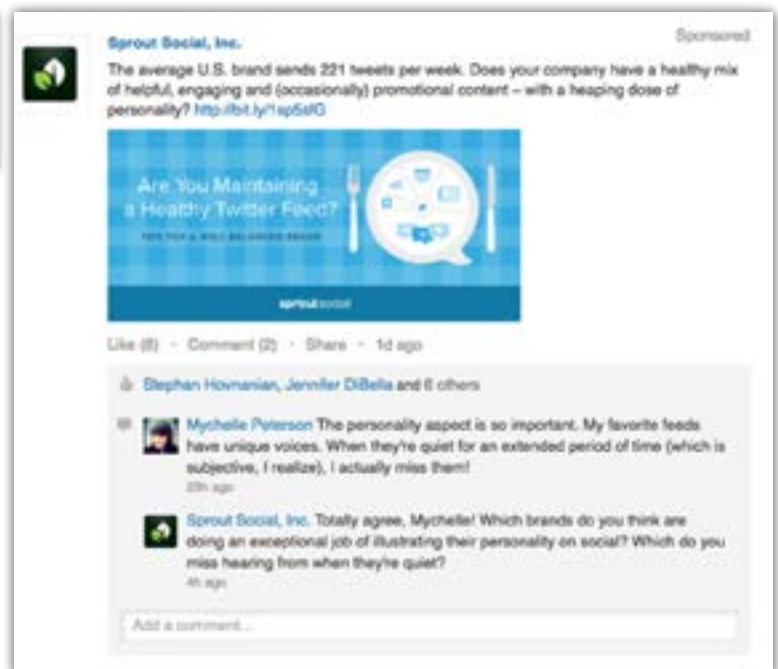 Sprout Social, Inc.
Sponsored
The average U.S. brand sends 221 tweets per week. Does your company have a healthy mix
of helpful, engaging and (occasionally) promotional content – with a heaping dose of
personality?
Are You Maintaining
a Healthy Twitter Feed?
TIPS FOR A WELL-BALANCED BRAND
sproutsocial
Like (8) · Comment (2) · Share · 1d ago
Stephan Hovnanian, Jennifer DiBella and 6 others
Mychelle Peterson The personality aspect is so important. My favorite feeds
have unique voices. When they're quiet for an extended period of time (which is
subjective, I realize), I actually miss them!
23h ago
Sprout Social, Inc. Totally agree, Mychelle! Which brands do you think are
doing an exceptional job of illustrating their personality on social? Which do you
miss hearing from when they're quiet?
4h ago
Add a comment...